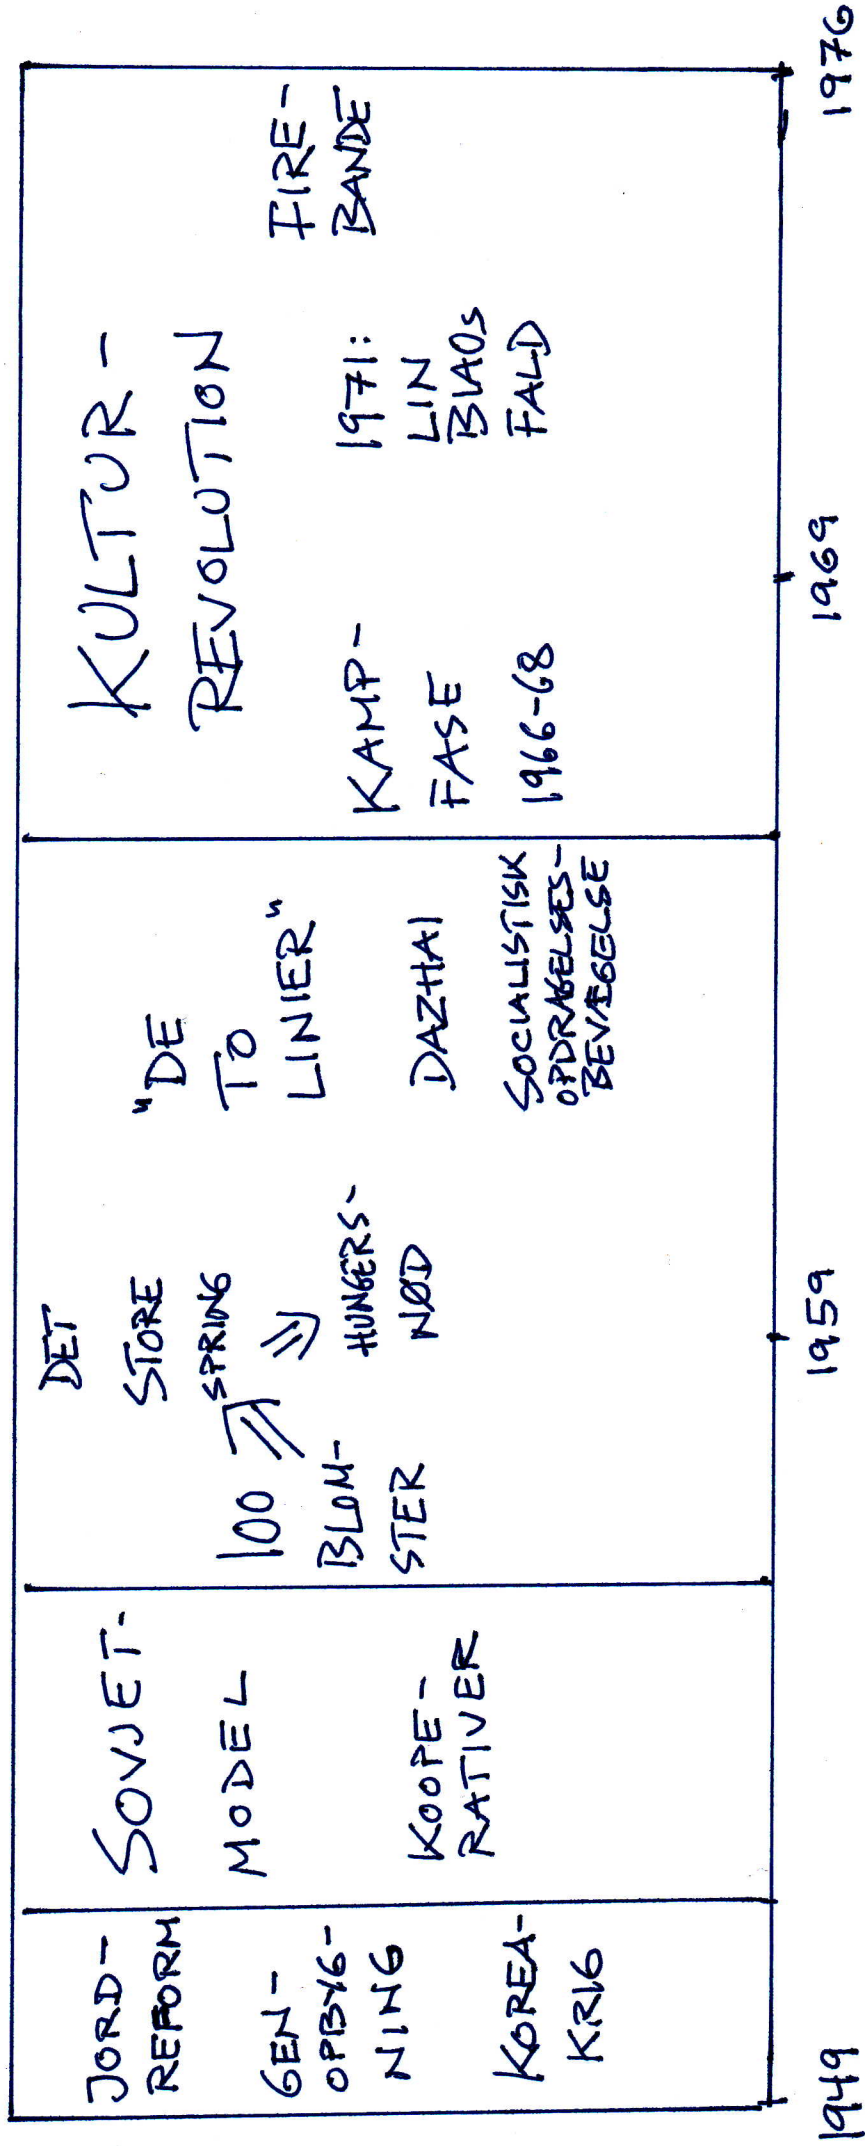 JORD-
REFORM
GEN-
OPBYG-
NING
KOREA-
KRIG
SOVJET-
MODEL
KOOPE-
RATIVER
DET
STORE
SPRING
100
BLOM-
STER
HUNGERS-
NØD
"DE
TO
LINIER"
DAZHAI
SOCIALISTISK
OPDRAGELSES-
BEVÆGELSE
KULTUR-
REVOLUTION
KAMP-
FASE
1966-68
1971:
LIN
BIAOs
FALD
FIRE-
BANDE
1949
1959
1969
1976